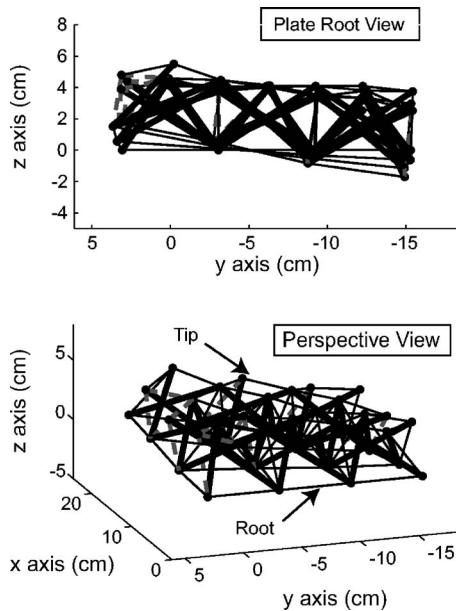 Plate Root View
8
6
4
2
0
-2
-4
z axis (cm)
5 0 -5 -10 -15
y axis (cm)
Perspective View
Tip
5
0
-5
z axis (cm)
20
10
0
x axis (cm)
Root
5 0 -5 -10 -15
y axis (cm)